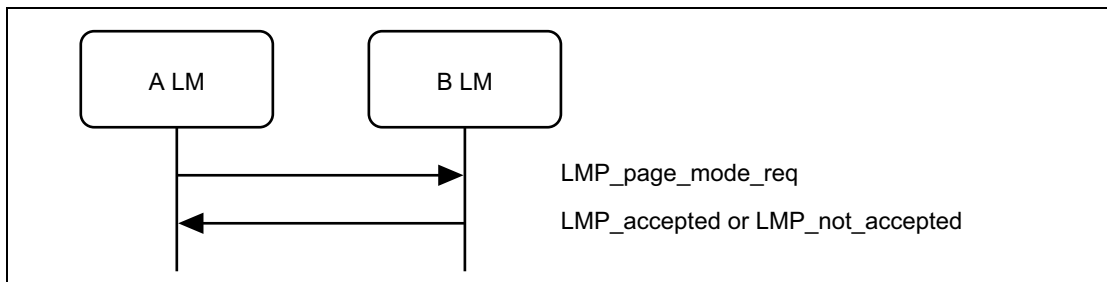 A LM
B LM
LMP_page_mode_req
LMP_accepted or LMP_not_accepted